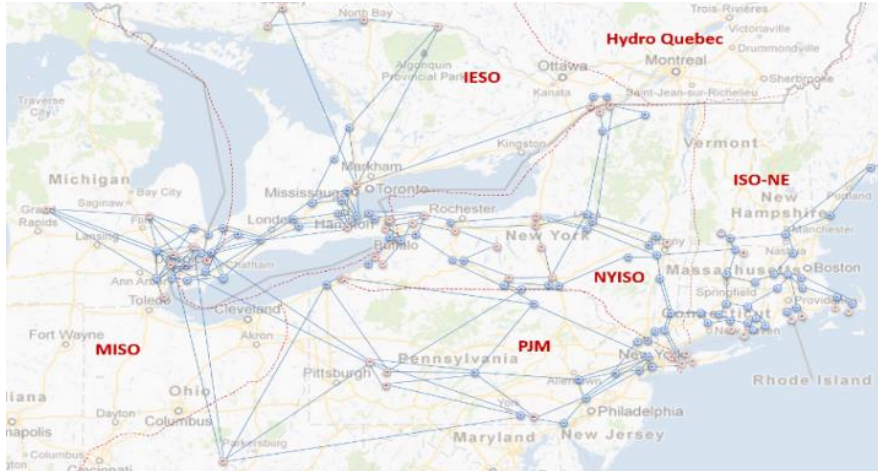 North Bay
Trois-Rivières
Hydro Quebec
Victoriaville
Drummondville
Algonquin
Provincial Park
Ottawa
Montreal
IESO
Kanata
Saint-Jean-sur-Richelieu
Sherbrooke
Traverse
City
Kingston
Vermont
Markham
Toronto
Michigan
Bay City
Saginaw
ISO-NE
New
Hampshire
Portland
Grand
Rapids
Flint
London
Hamilton
Rochester
New York
Manchester
Lansing
Buffalo
Nashua
Ann Arbor
Chatham
NYISO
Massachusetts
Boston
Toledo
Springfield
Cleveland
Connecticut
Fort Wayne
Akron
New Haven
MISO
PJM
New York
Pennsylvania
Pittsburgh
Allentown
Rhode Island
Ohio
York
Philadelphia
Dayton
Columbus
Parkersburg
Maryland
New Jersey
Cincinnati